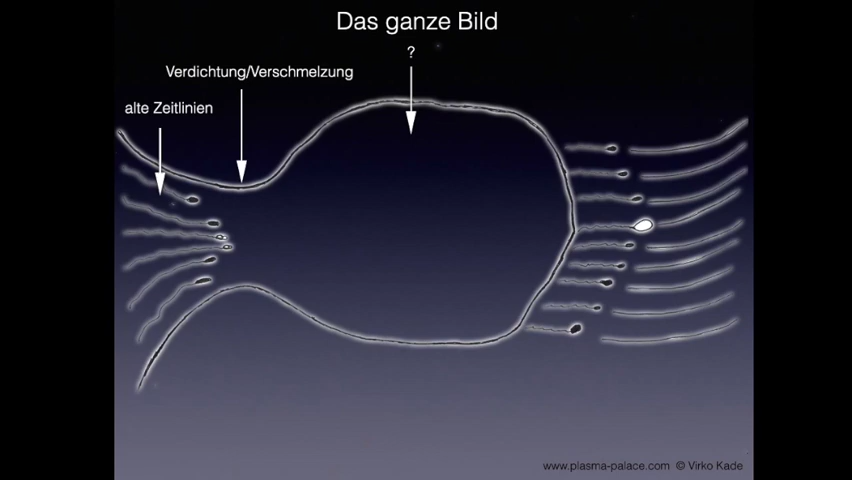 Das ganze Bild
?
Verdichtung/Verschmelzung
alte Zeitlinien
www.plasma-palace.com © Virko Kade